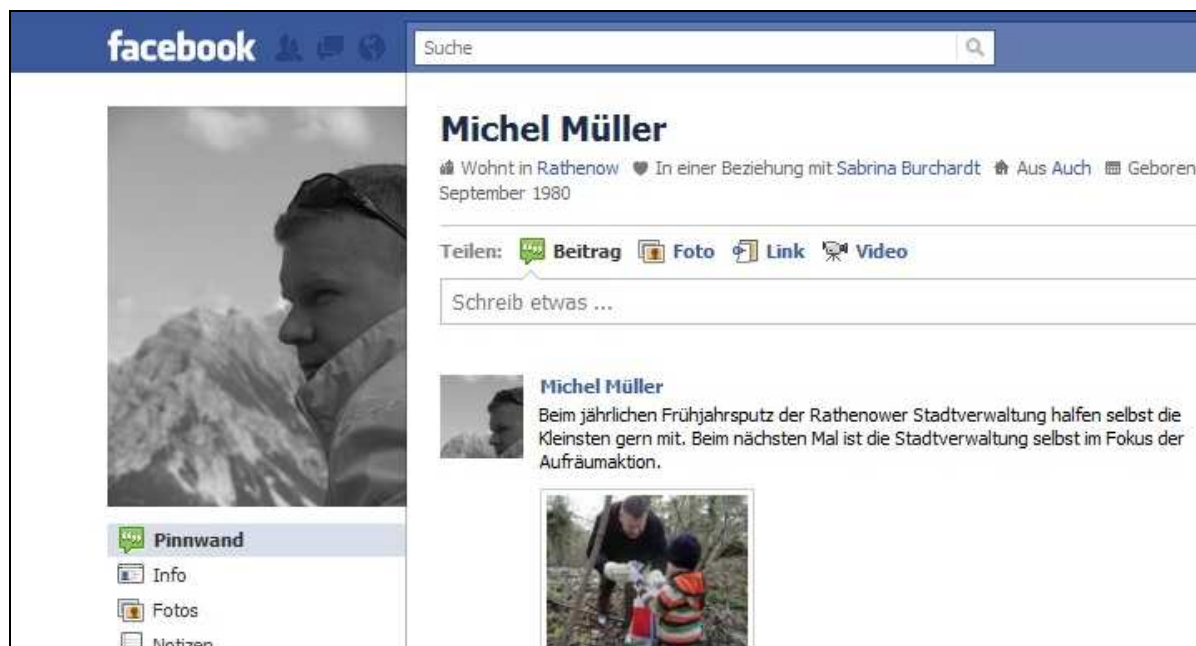 facebook
Suche
Michel Müller
Wohnt in Rathenow In einer Beziehung mit Sabrina Burchardt Aus Auch Geboren
September 1980
Teilen: Beitrag Foto Link Video
Schreib etwas ...
Michel Müller
Beim jährlichen Frühjahrsputz der Rathenower Stadtverwaltung halfen selbst die
Kleinsten gern mit. Beim nächsten Mal ist die Stadtverwaltung selbst im Fokus der
Aufräumaktion.
Pinnwand
Info
Fotos
Notizen